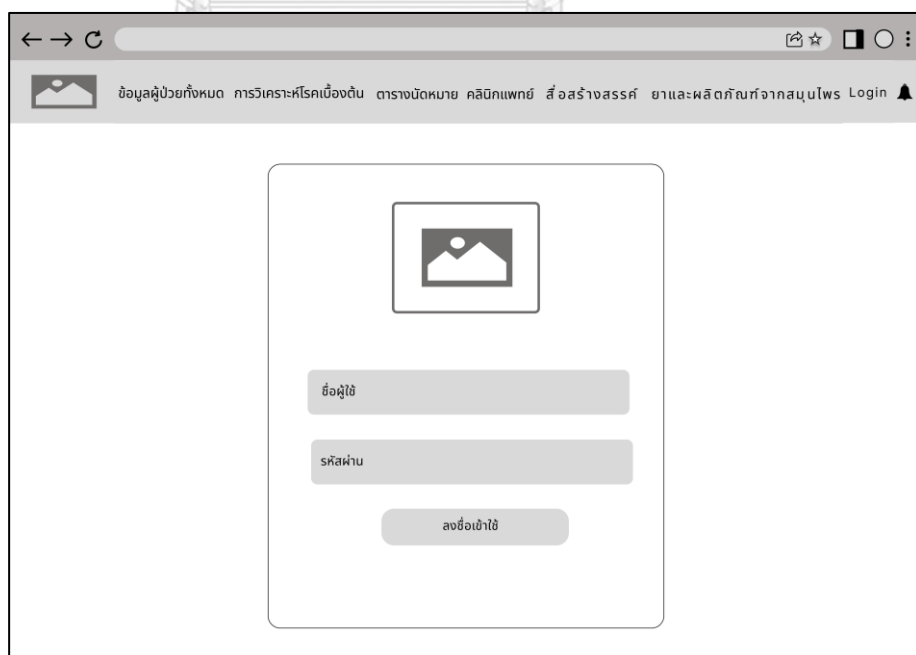 ข้อมูลผู้ป่วยทั้งหมด การวิเคราะห์โรคเบื้องต้น ตารางนัดหมาย คลินิกแพทย์ สื่อสร้างสรรค์ ยาและผลิตภัณฑ์จากสมุนไพร Login
ชื่อผู้ใช้
รหัสผ่าน
ลงชื่อเข้าใช้